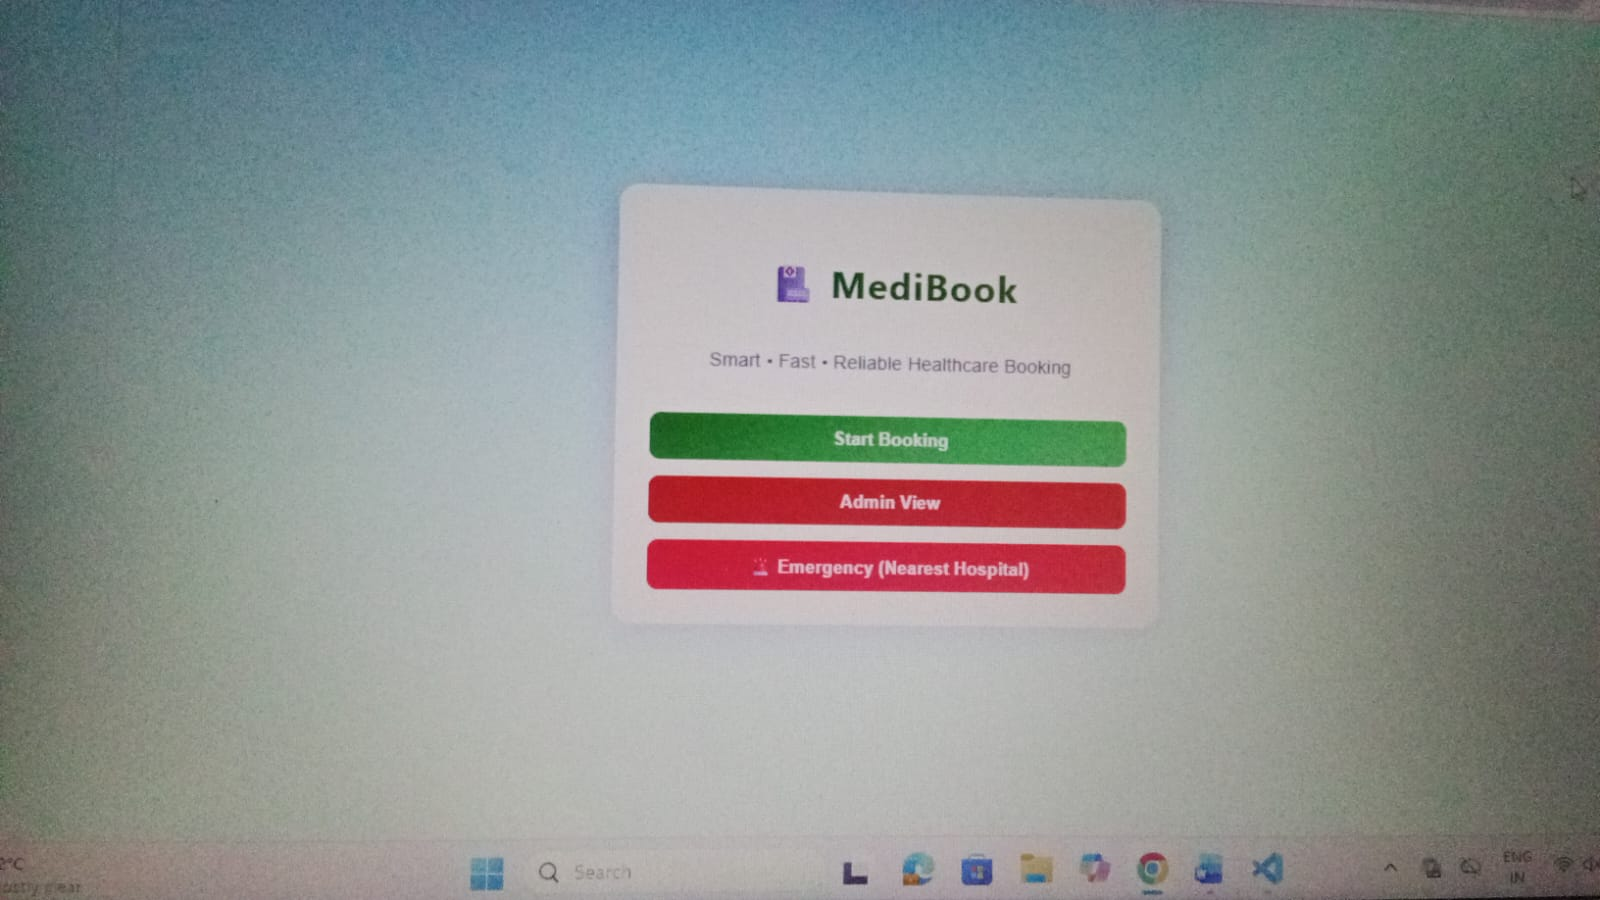 MediBook
Smart • Fast • Reliable Healthcare Booking
Start Booking
Admin View
Emergency (Nearest Hospital)
Search
ENG
IN